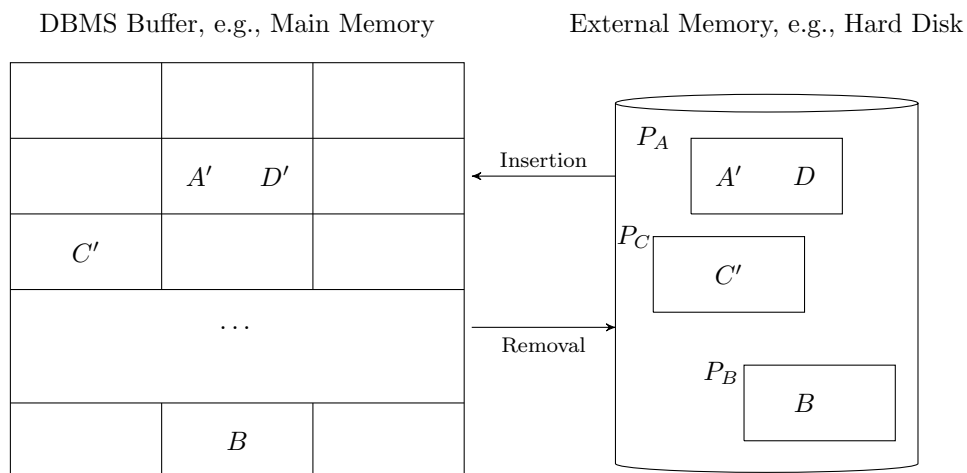 DBMS Buffer, e.g., Main Memory
External Memory, e.g., Hard Disk
A′ D′
C′
...
B
Insertion
Removal
P_A
A′ D
P_C
C′
P_B
B